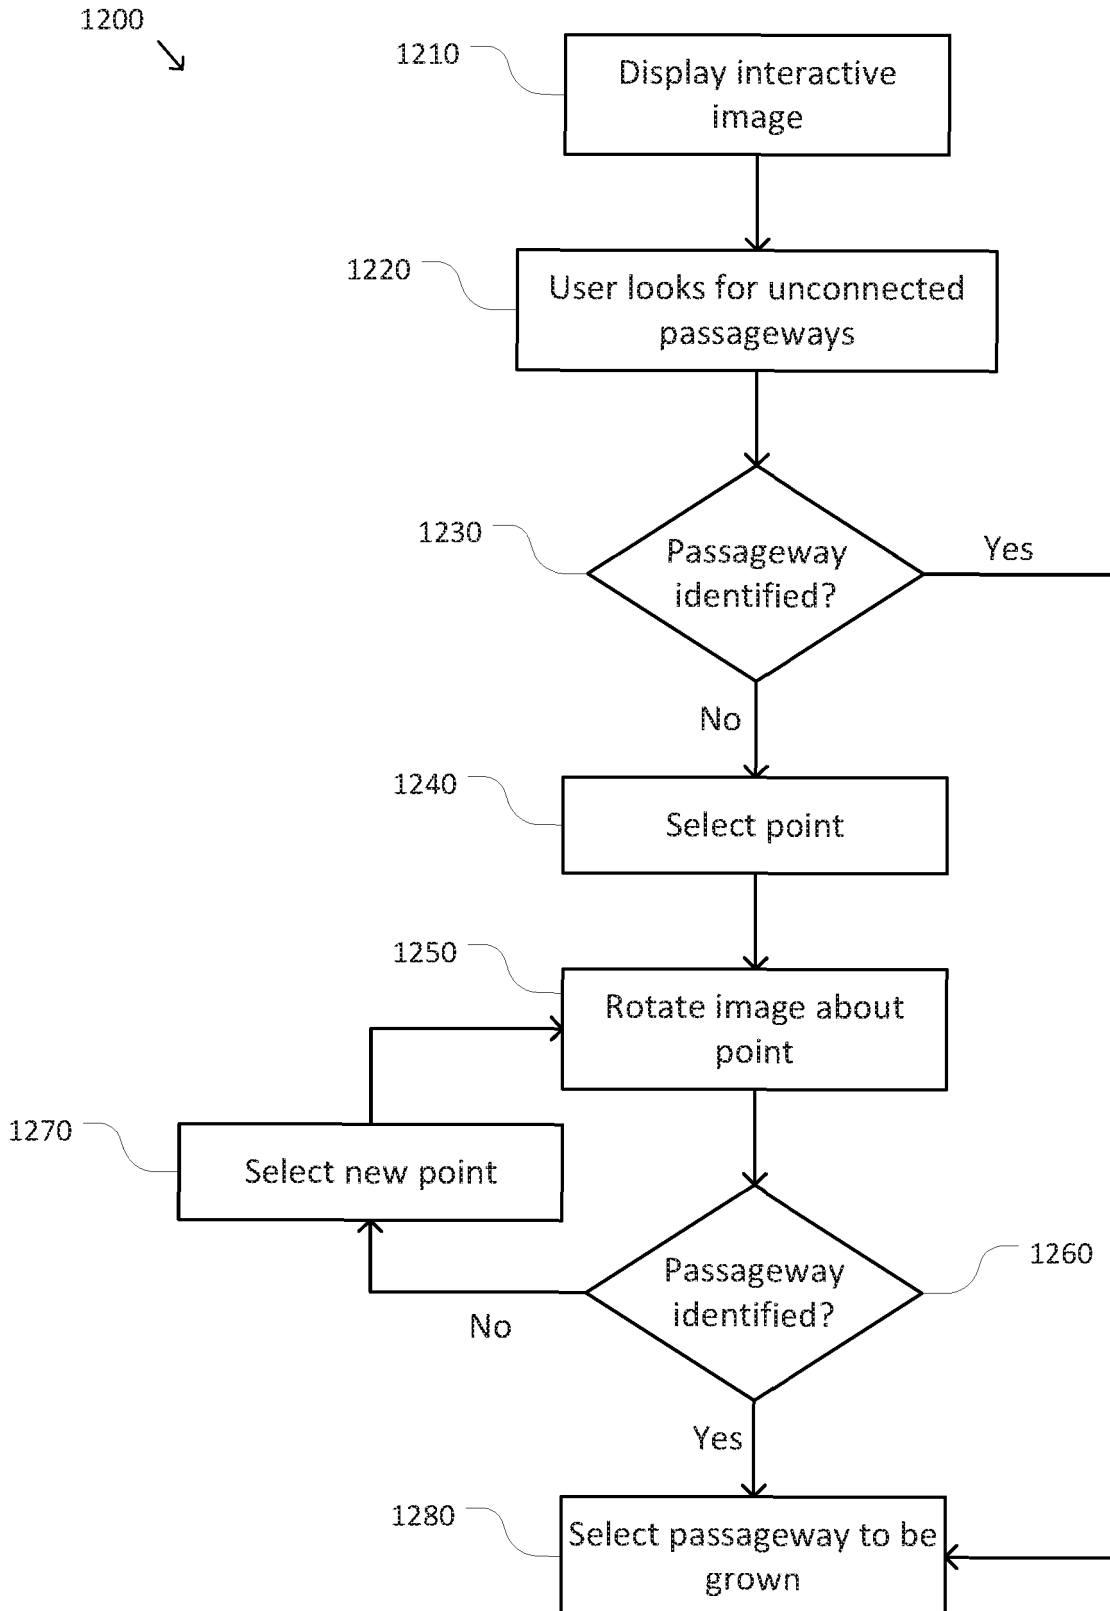 1200
1210
Display interactive
image
1220
User looks for unconnected
passageways
1230
Passageway
identified?
Yes
No
1240
Select point
1250
Rotate image about
point
1270
Select new point
1260
Passageway
identified?
No
Yes
1280
Select passageway to be
grown